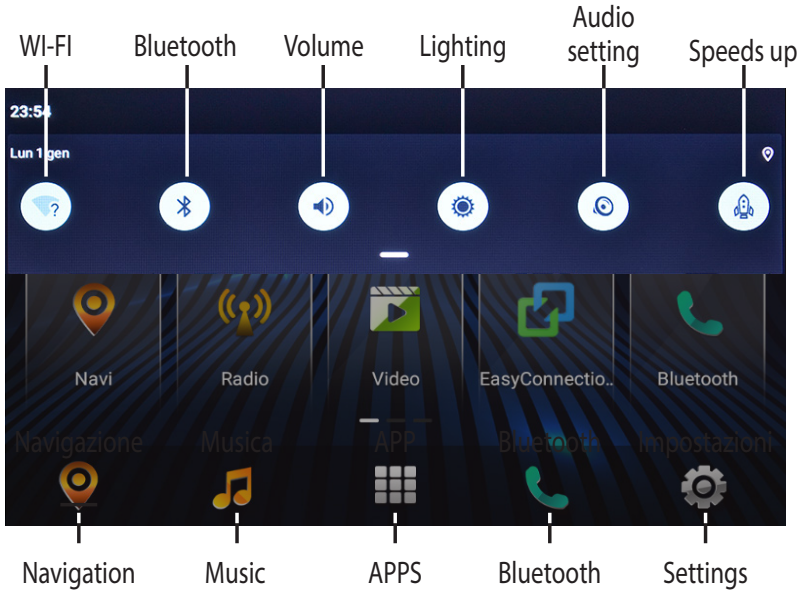 WI-FI Bluetooth Volume Lighting Audio setting Speeds up
23:54
Lun 1 gen
?
Navi Radio Video EasyConnectio.. Bluetooth
Navigazione Musica APP Bluetooth Impostazioni
Navigation Music APPS Bluetooth Settings